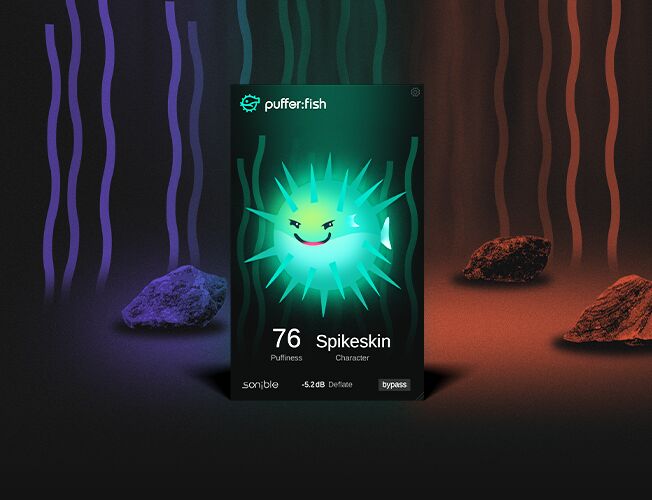 puffer:fish
76 Spikeskin
Puffiness Character
sonible -5.2 dB Deflate bypass